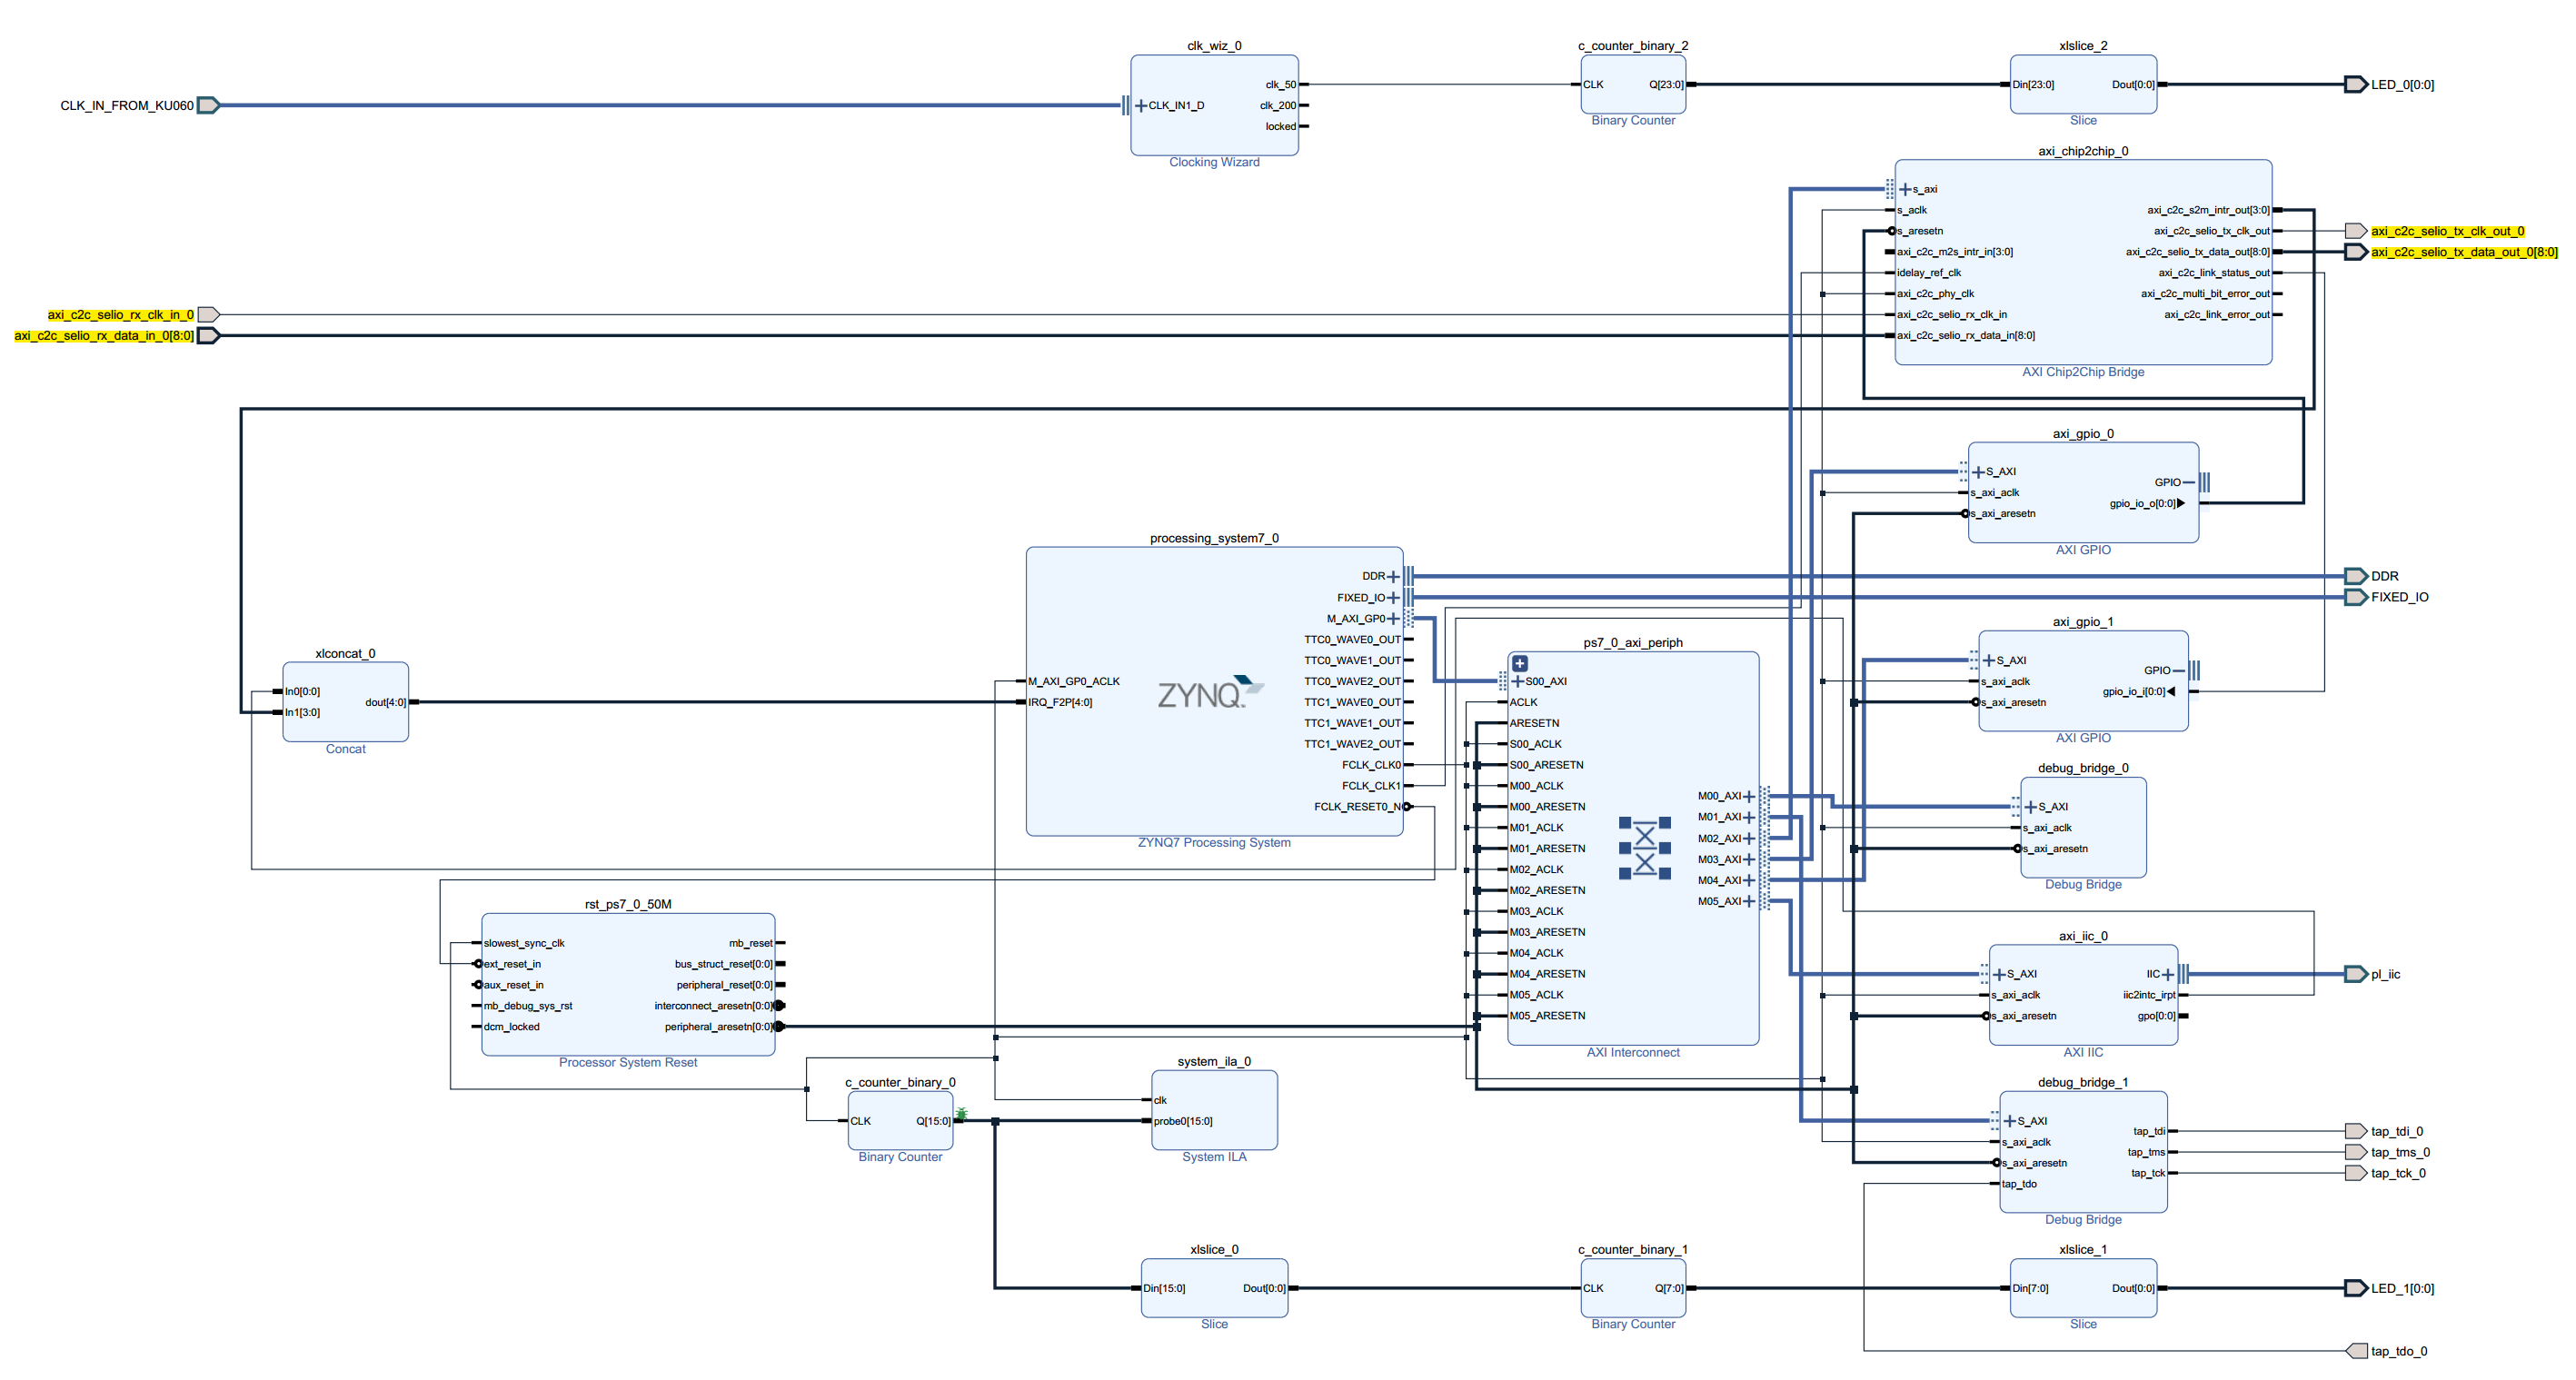 clk_wiz_0
CLK_IN_FROM_KU060
CLK_IN1_D
clk_50
clk_200
locked
Clocking Wizard
c_counter_binary_2
CLK
Q[23:0]
Binary Counter
xlslice_2
Din[23:0]
Dout[0:0]
Slice
LED_0[0:0]
axi_chip2chip_0
s_axi
s_aclk
s_aresetn
axi_c2c_m2s_intr_in[3:0]
idelay_ref_clk
axi_c2c_phy_clk
axi_c2c_selio_rx_clk_in
axi_c2c_selio_rx_data_in[8:0]
axi_c2c_s2m_intr_out[3:0]
axi_c2c_selio_tx_clk_out
axi_c2c_selio_tx_data_out[8:0]
axi_c2c_link_status_out
axi_c2c_multi_bit_error_out
axi_c2c_link_error_out
AXI Chip2Chip Bridge
axi_c2c_selio_tx_clk_out_0
axi_c2c_selio_tx_data_out_0[8:0]
axi_c2c_selio_rx_clk_in_0
axi_c2c_selio_rx_data_in_0[8:0]
axi_gpio_0
S_AXI
s_axi_aclk
s_axi_aresetn
GPIO
gpio_io_o[0:0]
AXI GPIO
processing_system7_0
M_AXI_GP0_ACLK
IRQ_F2P[4:0]
ZYNQ
DDR
FIXED_IO
M_AXI_GP0
TTC0_WAVE0_OUT
TTC0_WAVE1_OUT
TTC0_WAVE2_OUT
TTC1_WAVE0_OUT
TTC1_WAVE1_OUT
TTC1_WAVE2_OUT
FCLK_CLK0
FCLK_CLK1
FCLK_RESET0_N
ZYNQ7 Processing System
DDR
FIXED_IO
xlconcat_0
In0[0:0]
In1[3:0]
dout[4:0]
Concat
ps7_0_axi_periph
S00_AXI
ACLK
ARESETN
S00_ACLK
S00_ARESETN
M00_ACLK
M00_ARESETN
M01_ACLK
M01_ARESETN
M02_ACLK
M02_ARESETN
M03_ACLK
M03_ARESETN
M04_ACLK
M04_ARESETN
M05_ACLK
M05_ARESETN
M00_AXI
M01_AXI
M02_AXI
M03_AXI
M04_AXI
M05_AXI
AXI Interconnect
axi_gpio_1
S_AXI
s_axi_aclk
s_axi_aresetn
GPIO
gpio_io_i[0:0]
AXI GPIO
debug_bridge_0
S_AXI
s_axi_aclk
s_axi_aresetn
Debug Bridge
rst_ps7_0_50M
slowest_sync_clk
ext_reset_in
aux_reset_in
mb_debug_sys_rst
dcm_locked
mb_reset
bus_struct_reset[0:0]
peripheral_reset[0:0]
interconnect_aresetn[0:0]
peripheral_aresetn[0:0]
Processor System Reset
axi_iic_0
S_AXI
s_axi_aclk
s_axi_aresetn
IIC
iic2intc_irpt
gpo[0:0]
AXI IIC
pl_iic
c_counter_binary_0
CLK
Q[15:0]
Binary Counter
system_ila_0
clk
probe0[15:0]
System ILA
debug_bridge_1
S_AXI
s_axi_aclk
s_axi_aresetn
tap_tdo
tap_tdi
tap_tms
tap_tck
Debug Bridge
tap_tdi_0
tap_tms_0
tap_tck_0
xlslice_0
Din[15:0]
Dout[0:0]
Slice
c_counter_binary_1
CLK
Q[7:0]
Binary Counter
xlslice_1
Din[7:0]
Dout[0:0]
Slice
LED_1[0:0]
tap_tdo_0